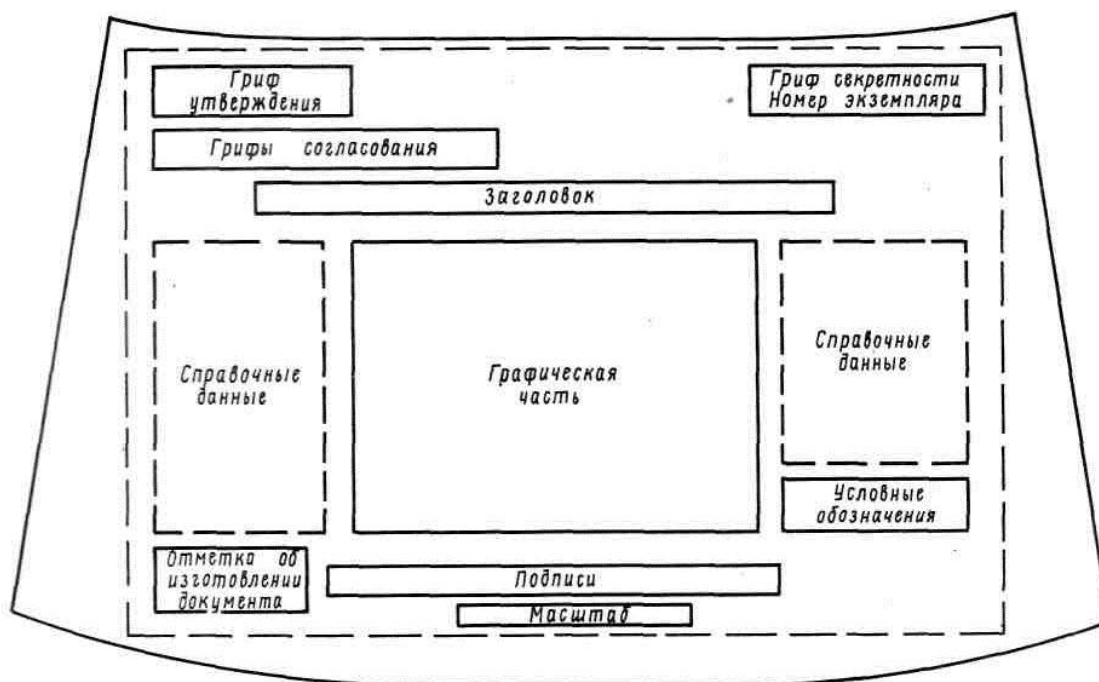 Гриф
утверждения
Гриф секретности
Номер экземпляра
Грифы согласования
Заголовок
Справочные
данные
Графическая
часть
Справочные
данные
Условные
обозначения
Отметка об
изготовлении
документа
Подписи
Масштаб